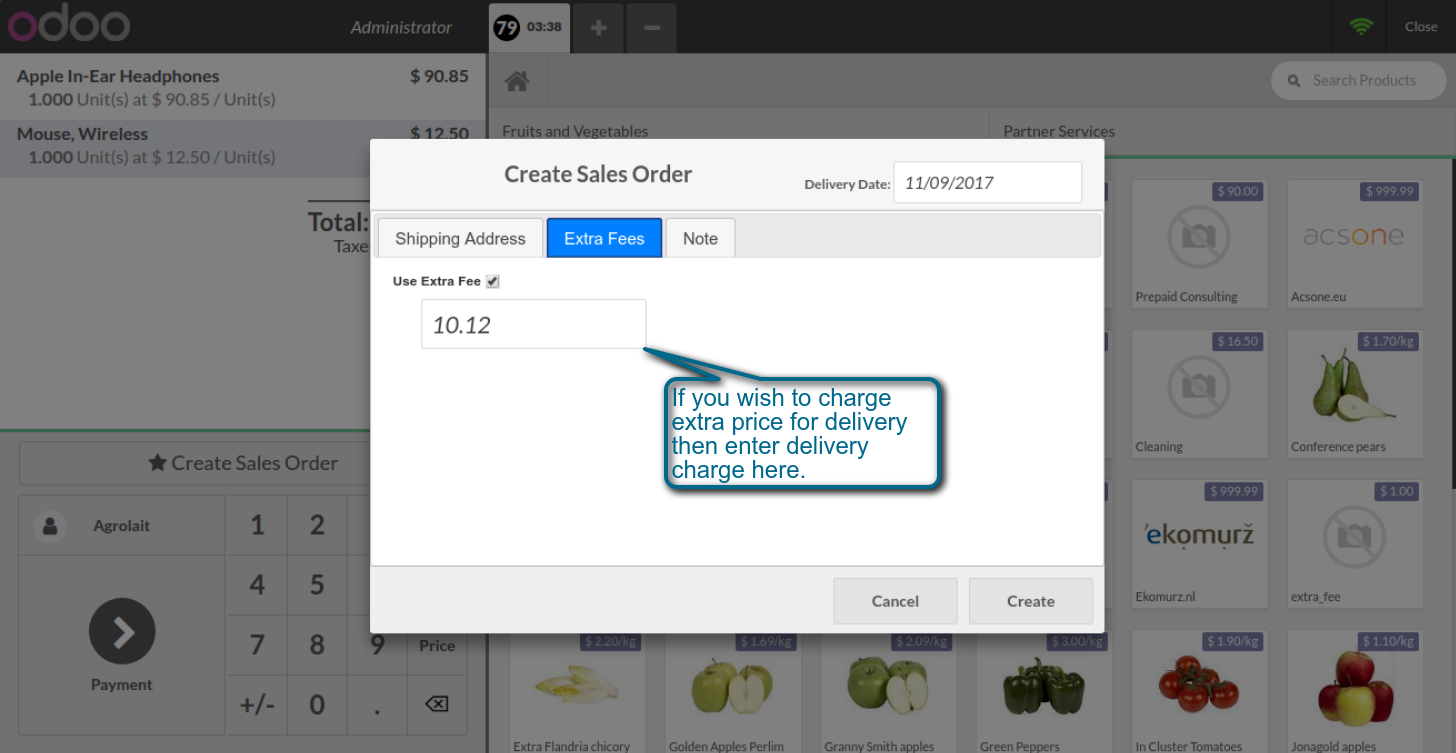 odoo
Administrator
79 03:38
+
−
Close
Apple In-Ear Headphones $ 90.85
1.000 Unit(s) at $ 90.85 / Unit(s)
Mouse, Wireless $ 12.50
1.000 Unit(s) at $ 12.50 / Unit(s)
Total:
Taxe
Search Products
Fruits and Vegetables
Partner Services
Create Sales Order
Delivery Date: 11/09/2017
Shipping Address
Extra Fees
Note
Use Extra Fee
10.12
If you wish to charge
extra price for delivery
then enter delivery
charge here.
Cancel
Create
Create Sales Order
Agrolait
Payment
1 2
4 5
7 8 9 Price
+/- 0 .
$ 90.00
Prepaid Consulting
$ 999.99
acsone
Acsone.eu
$ 16.50
Cleaning
$ 1.70/kg
Conference pears
$ 999.99
ekomurż
Ekomurz.nl
$ 1.00
extra_fee
$ 2.20/kg
Extra Flandria chicory
$ 1.69/kg
Golden Apples Perlim
$ 2.09/kg
Granny Smith apples
$ 3.00/kg
Green Peppers
$ 1.90/kg
In Cluster Tomatoes
$ 1.10/kg
Jonagold apples